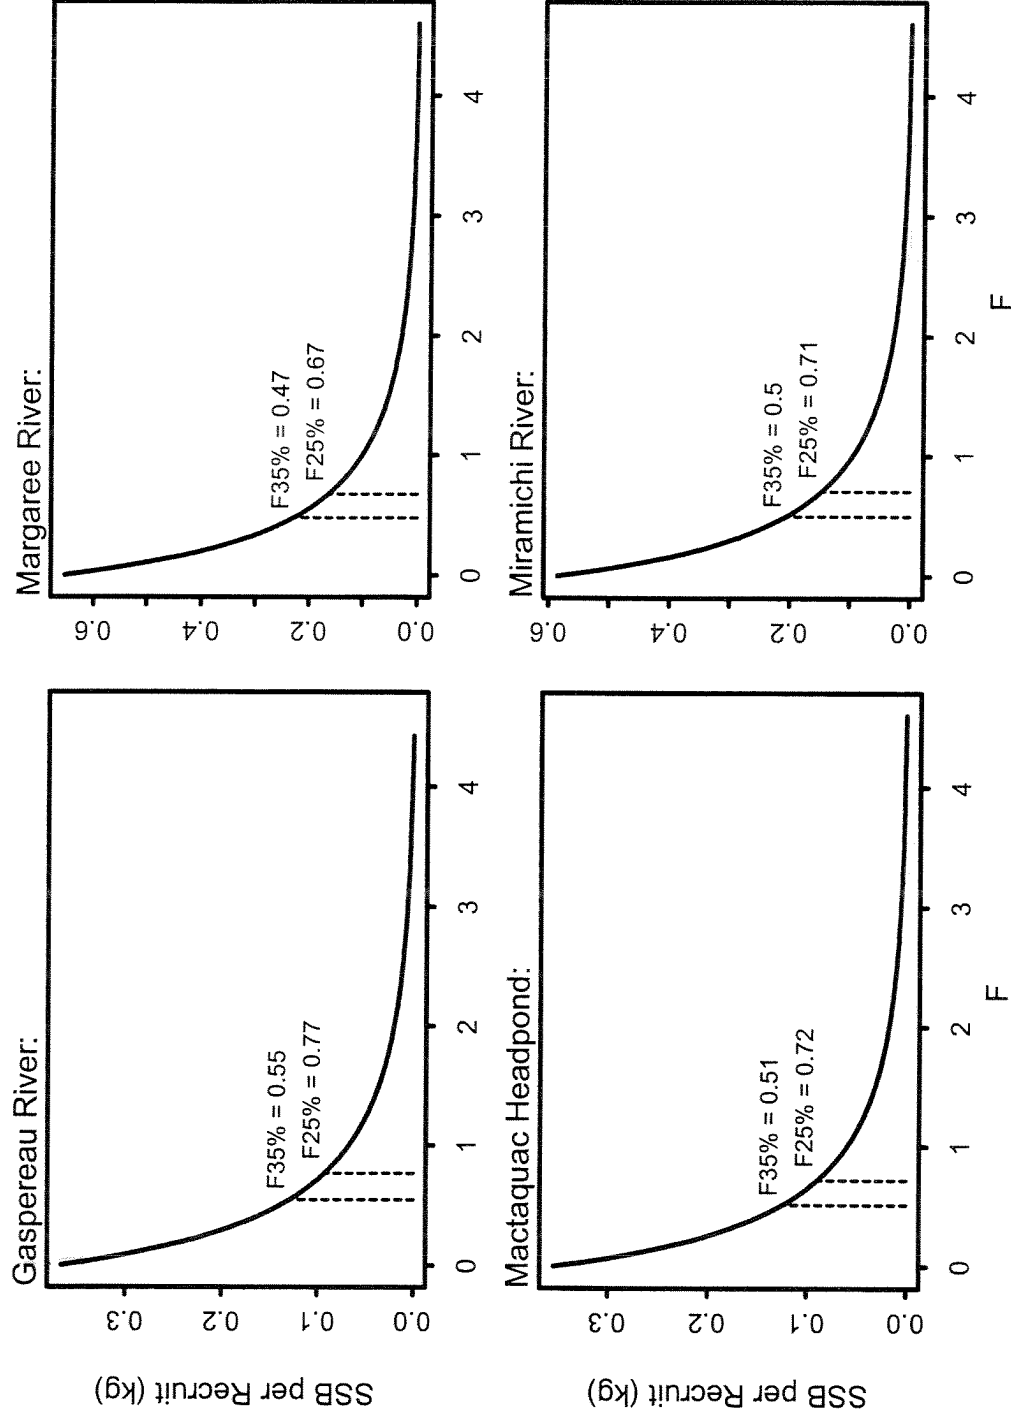 Gaspereau River:
SSB per Recruit (kg)
0.3
0.2
0.1
0.0
F35% = 0.55
F25% = 0.77
0 1 2 3 4
Margaree River:
0.6
0.4
0.2
0.0
F35% = 0.47
F25% = 0.67
0 1 2 3 4
Mactaquac Headpond:
SSB per Recruit (kg)
0.3
0.2
0.1
0.0
F35% = 0.51
F25% = 0.72
0 1 2 3 4
F
Miramichi River:
0.6
0.4
0.2
0.0
F35% = 0.5
F25% = 0.71
0 1 2 3 4
F